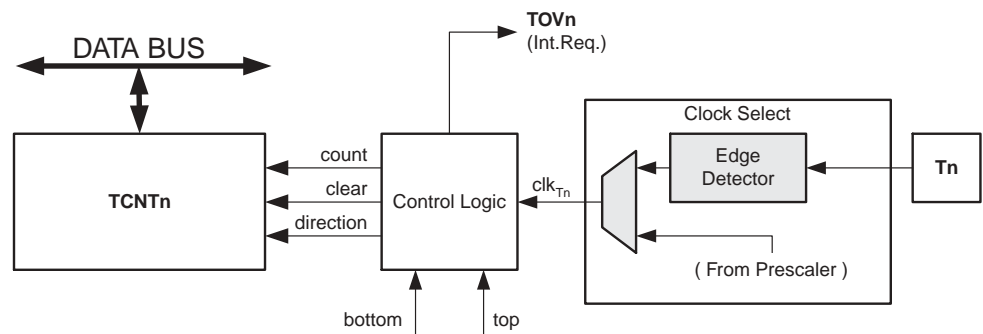 TOVn
(Int.Req.)
DATA BUS
Clock Select
TCNTn
count
clear
direction
Control Logic
clkTn
Edge
Detector
Tn
( From Prescaler )
bottom
top